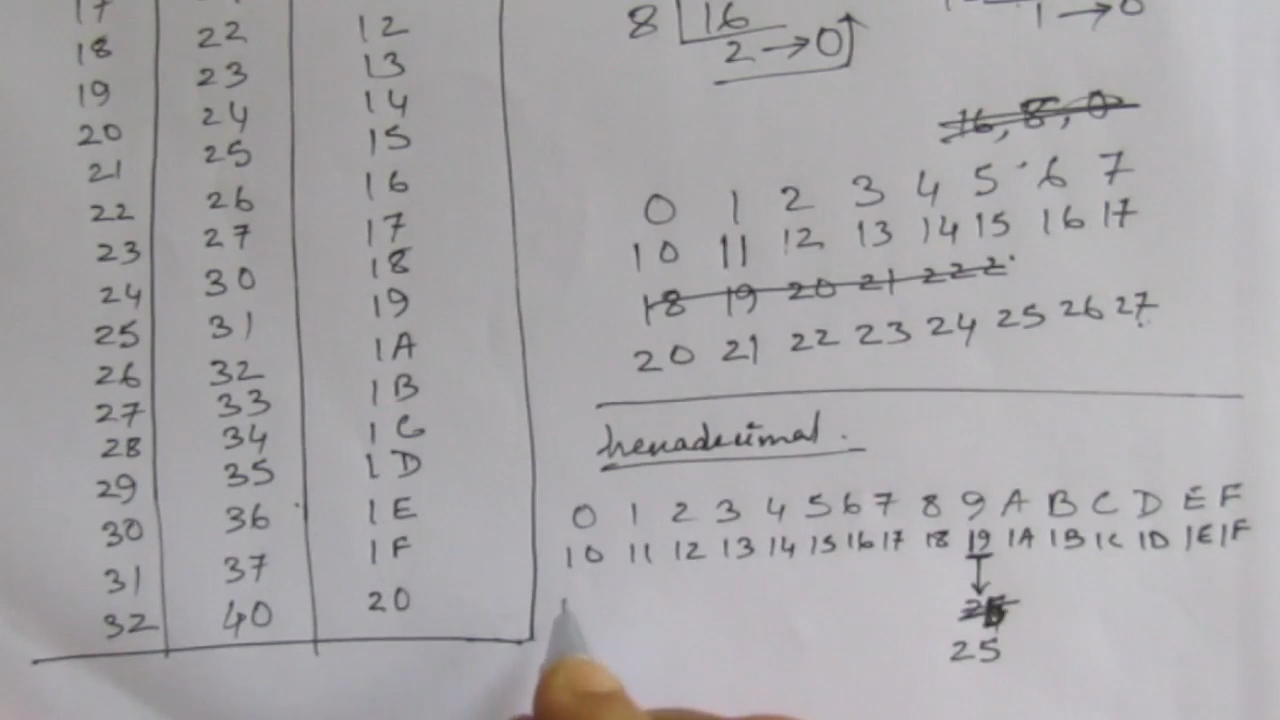 17
18 22 12
19 23 13
20 24 14
21 25 15
22 26 16
23 27 17
24 30 18
25 31 19
26 32 1A
27 33 1B
28 34 1C
29 35 1D
30 36 1E
31 37 1F
32 40 20
8 16
2 → 0
1 → 0
16, 8, 0
0 1 2 3 4 5 6 7
10 11 12 13 14 15 16 17
18 19 20 21 22 2
20 21 22 23 24 25 26 27
hexadecimal.
0 1 2 3 4 5 6 7 8 9 A B C D E F
10 11 12 13 14 15 16 17 18 19 1A 1B 1C 1D 1E 1F
25